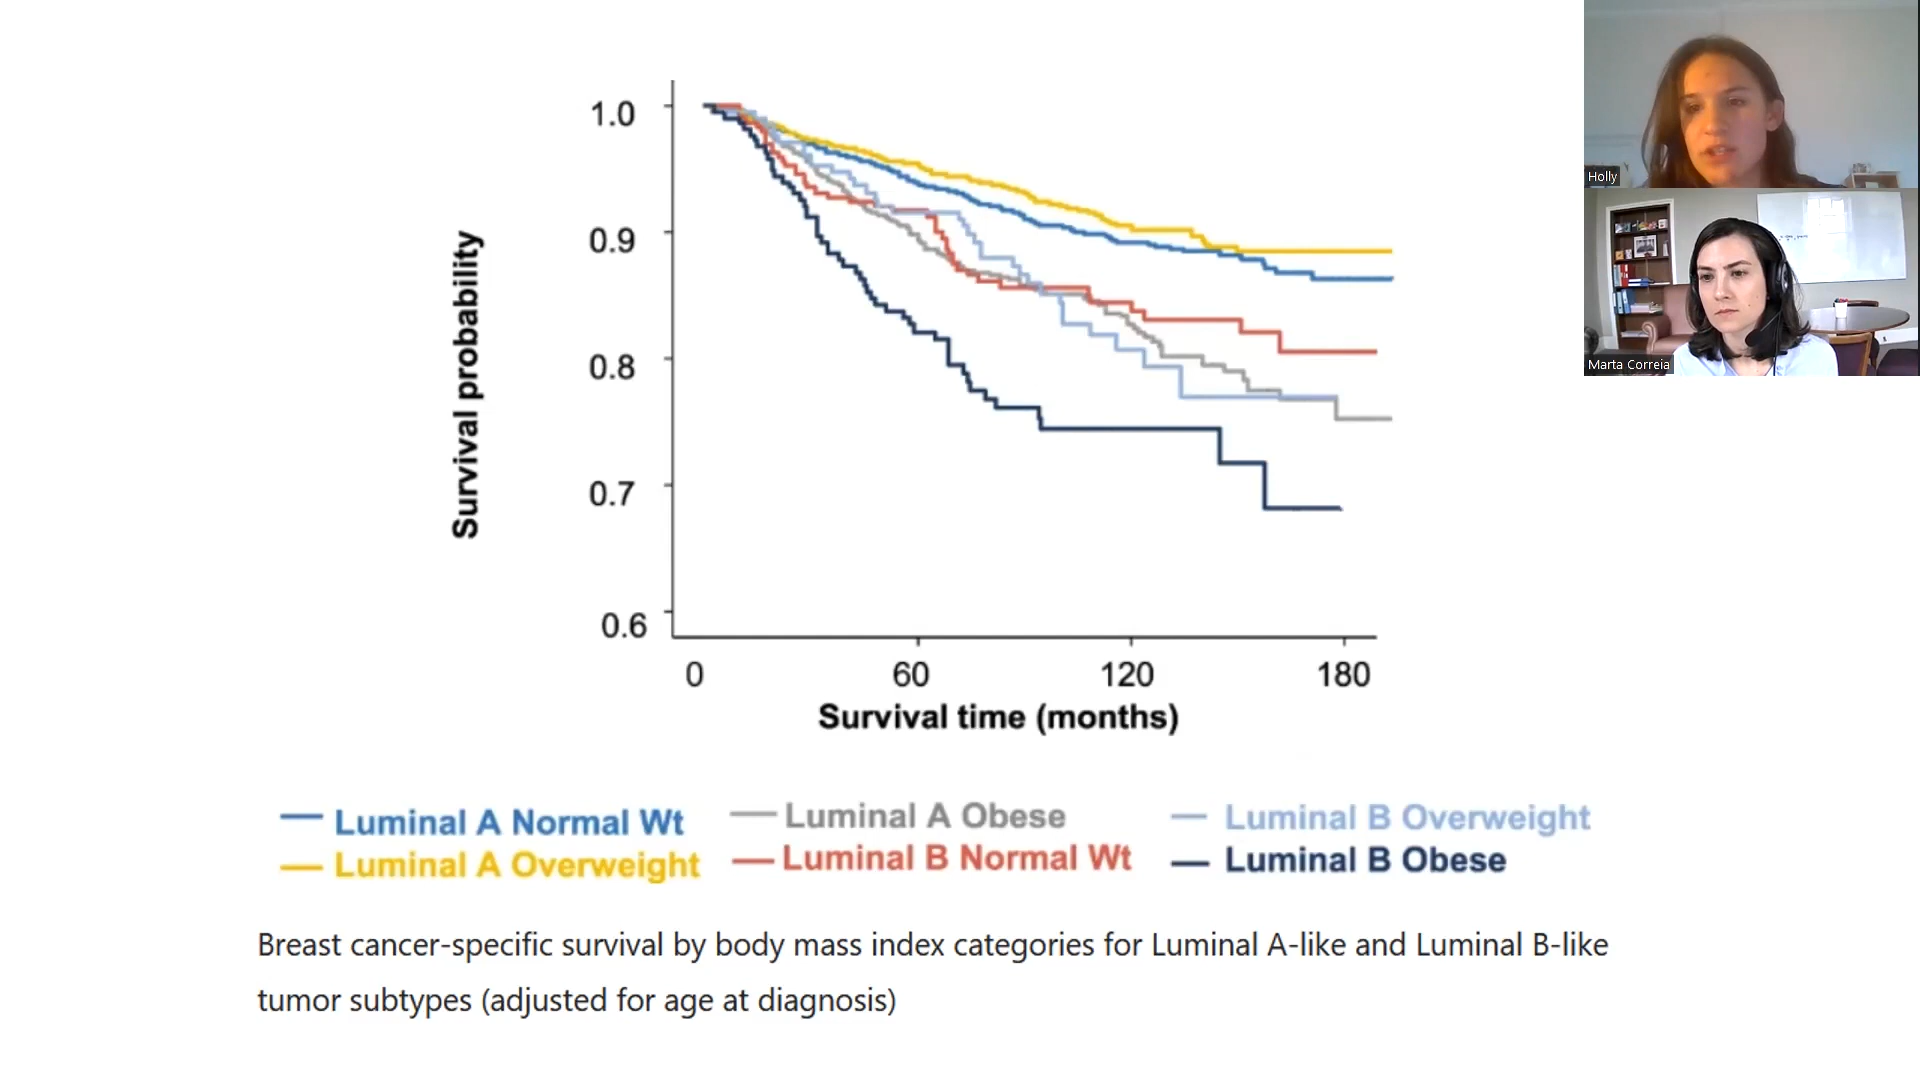 Holly
Marta Correia
Survival probability
1.0
0.9
0.8
0.7
0.6
0 60 120 180
Survival time (months)
Luminal A Normal Wt
Luminal A Overweight
Luminal A Obese
Luminal B Normal Wt
Luminal B Overweight
Luminal B Obese
Breast cancer-specific survival by body mass index categories for Luminal A-like and Luminal B-like
tumor subtypes (adjusted for age at diagnosis)